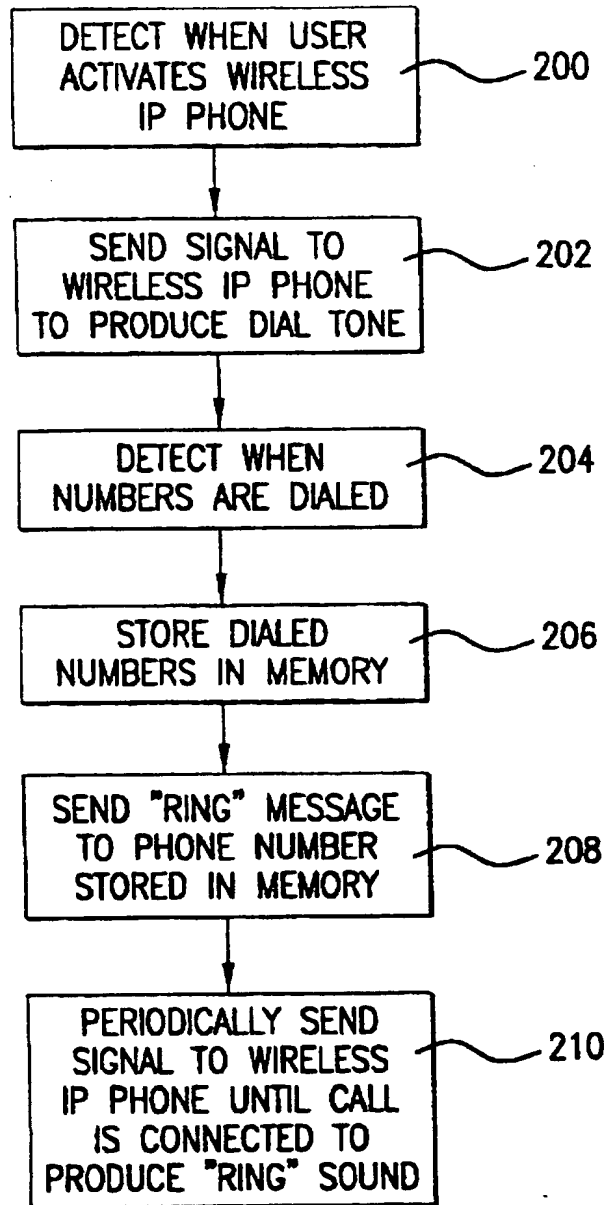 DETECT WHEN USER
ACTIVATES WIRELESS
IP PHONE
200
SEND SIGNAL TO
WIRELESS IP PHONE
TO PRODUCE DIAL TONE
202
DETECT WHEN
NUMBERS ARE DIALED
204
STORE DIALED
NUMBERS IN MEMORY
206
SEND "RING" MESSAGE
TO PHONE NUMBER
STORED IN MEMORY
208
PERIODICALLY SEND
SIGNAL TO WIRELESS
IP PHONE UNTIL CALL
IS CONNECTED TO
PRODUCE "RING" SOUND
210